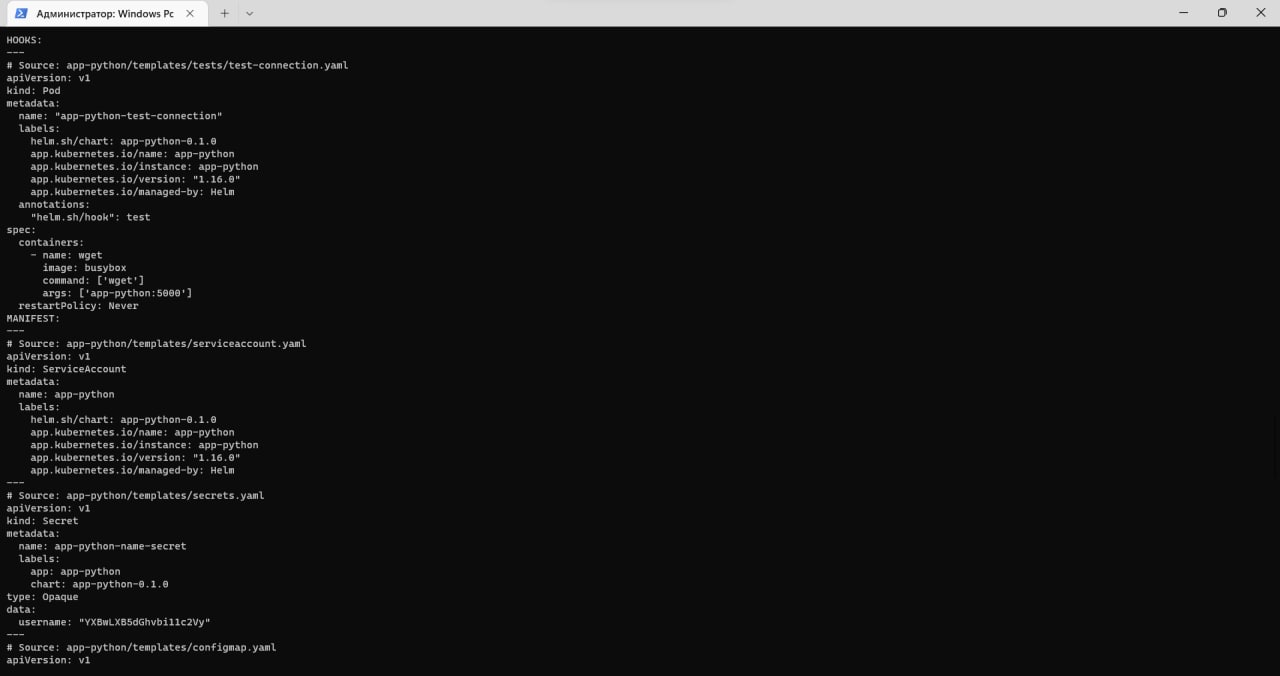 Администратор: Windows Pc
HOOKS:
---
# Source: app-python/templates/tests/test-connection.yaml
apiVersion: v1
kind: Pod
metadata:
  name: "app-python-test-connection"
  labels:
    helm.sh/chart: app-python-0.1.0
    app.kubernetes.io/name: app-python
    app.kubernetes.io/instance: app-python
    app.kubernetes.io/version: "1.16.0"
    app.kubernetes.io/managed-by: Helm
  annotations:
    "helm.sh/hook": test
spec:
  containers:
    - name: wget
      image: busybox
      command: ['wget']
      args: ['app-python:5000']
  restartPolicy: Never
MANIFEST:
---
# Source: app-python/templates/serviceaccount.yaml
apiVersion: v1
kind: ServiceAccount
metadata:
  name: app-python
  labels:
    helm.sh/chart: app-python-0.1.0
    app.kubernetes.io/name: app-python
    app.kubernetes.io/instance: app-python
    app.kubernetes.io/version: "1.16.0"
    app.kubernetes.io/managed-by: Helm
---
# Source: app-python/templates/secrets.yaml
apiVersion: v1
kind: Secret
metadata:
  name: app-python-name-secret
  labels:
    app: app-python
    chart: app-python-0.1.0
type: Opaque
data:
  username: "YXBwLXB5dGhvbi11c2Vy"
---
# Source: app-python/templates/configmap.yaml
apiVersion: v1